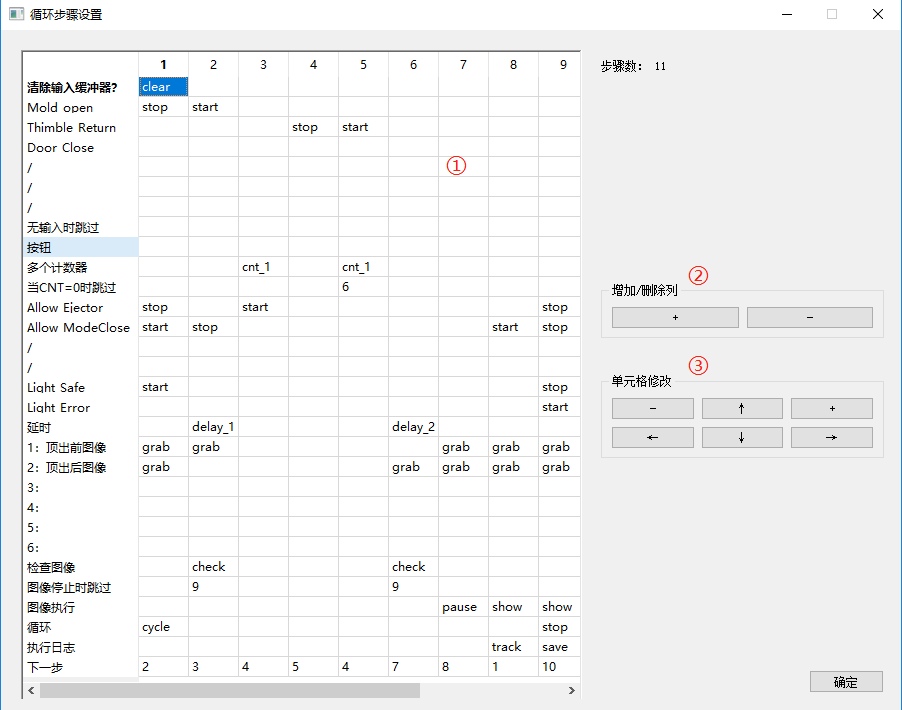 循环步骤设置
1 2 3 4 5 6 7 8 9
步骤数： 11
清除输入缓冲器? clear
Mold open stop start
Thimble Return stop start
Door Close
/ ①
/
/
无输入时跳过
按钮
多个计数器 cnt_1 cnt_1
当CNT=0时跳过 6
②
增加/删除列
Allow Ejector stop start stop
+ −
Allow ModeClose start stop start stop
/
/
③
单元格修改
Light Safe start stop
Light Error start
− ↑ +
延时 delay_1 delay_2
← ↓ →
1：顶出前图像 grab grab grab grab grab
2：顶出后图像 grab grab grab grab grab
3：
4：
5：
6：
检查图像 check check
图像停止时跳过 9 9
图像执行 pause show show
循环 cycle stop
执行日志 track save
下一步 2 3 4 5 4 7 8 1 10
确定